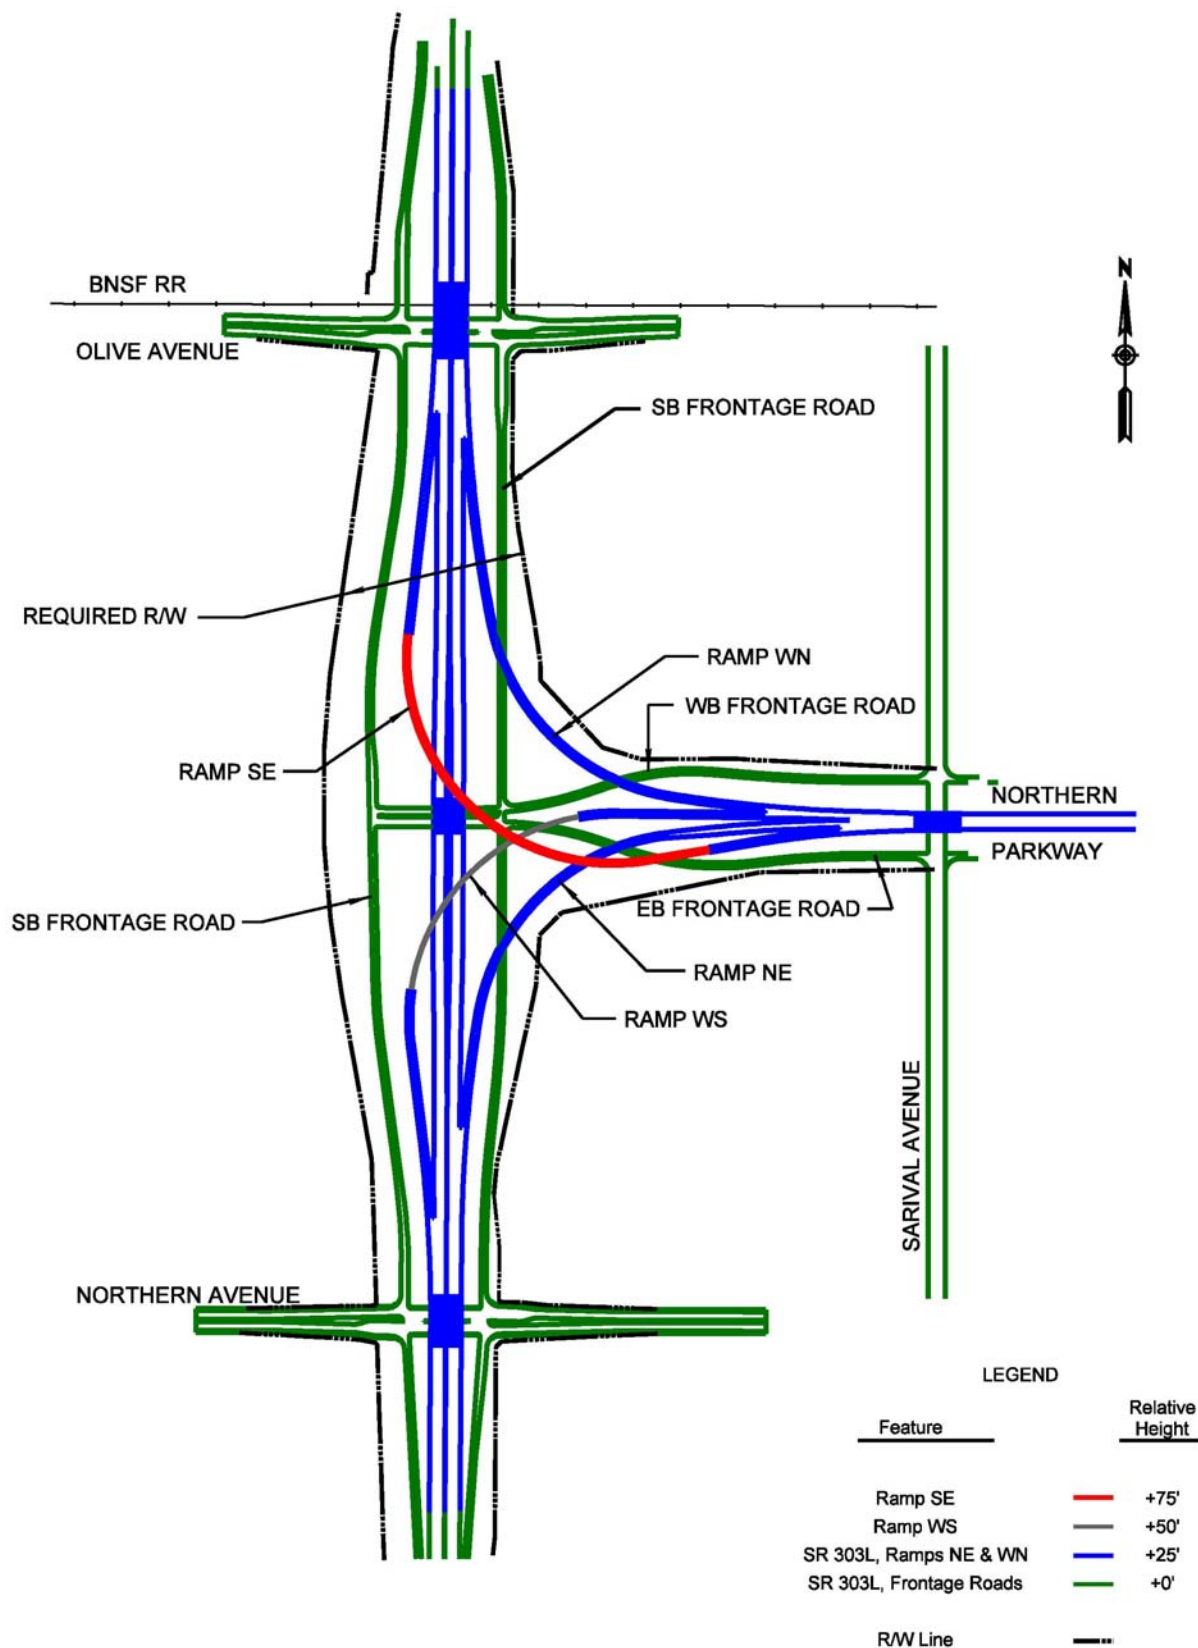 N
BNSF RR
OLIVE AVENUE
SB FRONTAGE ROAD
REQUIRED R/W
RAMP WN
WB FRONTAGE ROAD
RAMP SE
NORTHERN
PARKWAY
EB FRONTAGE ROAD
SB FRONTAGE ROAD
RAMP NE
RAMP WS
SARIVAL AVENUE
NORTHERN AVENUE
LEGEND
Feature
Relative
Height
Ramp SE +75'
Ramp WS +50'
SR 303L, Ramps NE & WN +25'
SR 303L, Frontage Roads +0'
R/W Line